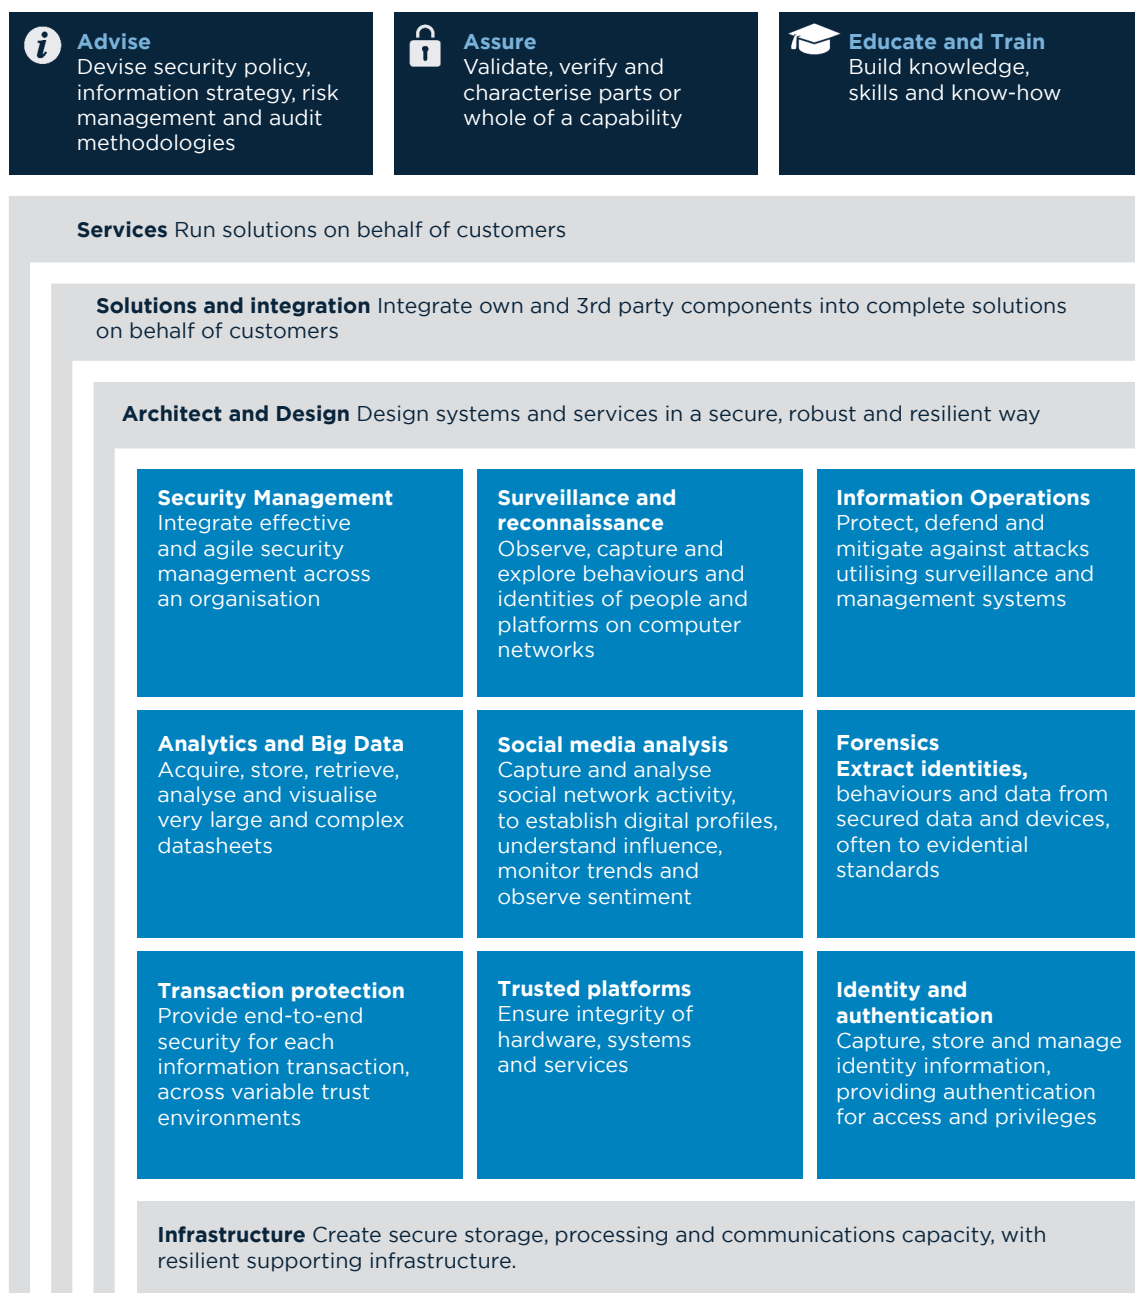 Advise
Devise security policy,
information strategy, risk
management and audit
methodologies
Assure
Validate, verify and
characterise parts or
whole of a capability
Educate and Train
Build knowledge,
skills and know-how
Services Run solutions on behalf of customers
Solutions and integration Integrate own and 3rd party components into complete solutions
on behalf of customers
Architect and Design Design systems and services in a secure, robust and resilient way
Security Management
Integrate effective
and agile security
management across
an organisation
Surveillance and
reconnaissance
Observe, capture and
explore behaviours and
identities of people and
platforms on computer
networks
Information Operations
Protect, defend and
mitigate against attacks
utilising surveillance and
management systems
Analytics and Big Data
Acquire, store, retrieve,
analyse and visualise
very large and complex
datasheets
Social media analysis
Capture and analyse
social network activity,
to establish digital profiles,
understand influence,
monitor trends and
observe sentiment
Forensics
Extract identities,
behaviours and data from
secured data and devices,
often to evidential
standards
Transaction protection
Provide end-to-end
security for each
information transaction,
across variable trust
environments
Trusted platforms
Ensure integrity of
hardware, systems
and services
Identity and
authentication
Capture, store and manage
identity information,
providing authentication
for access and privileges
Infrastructure Create secure storage, processing and communications capacity, with
resilient supporting infrastructure.